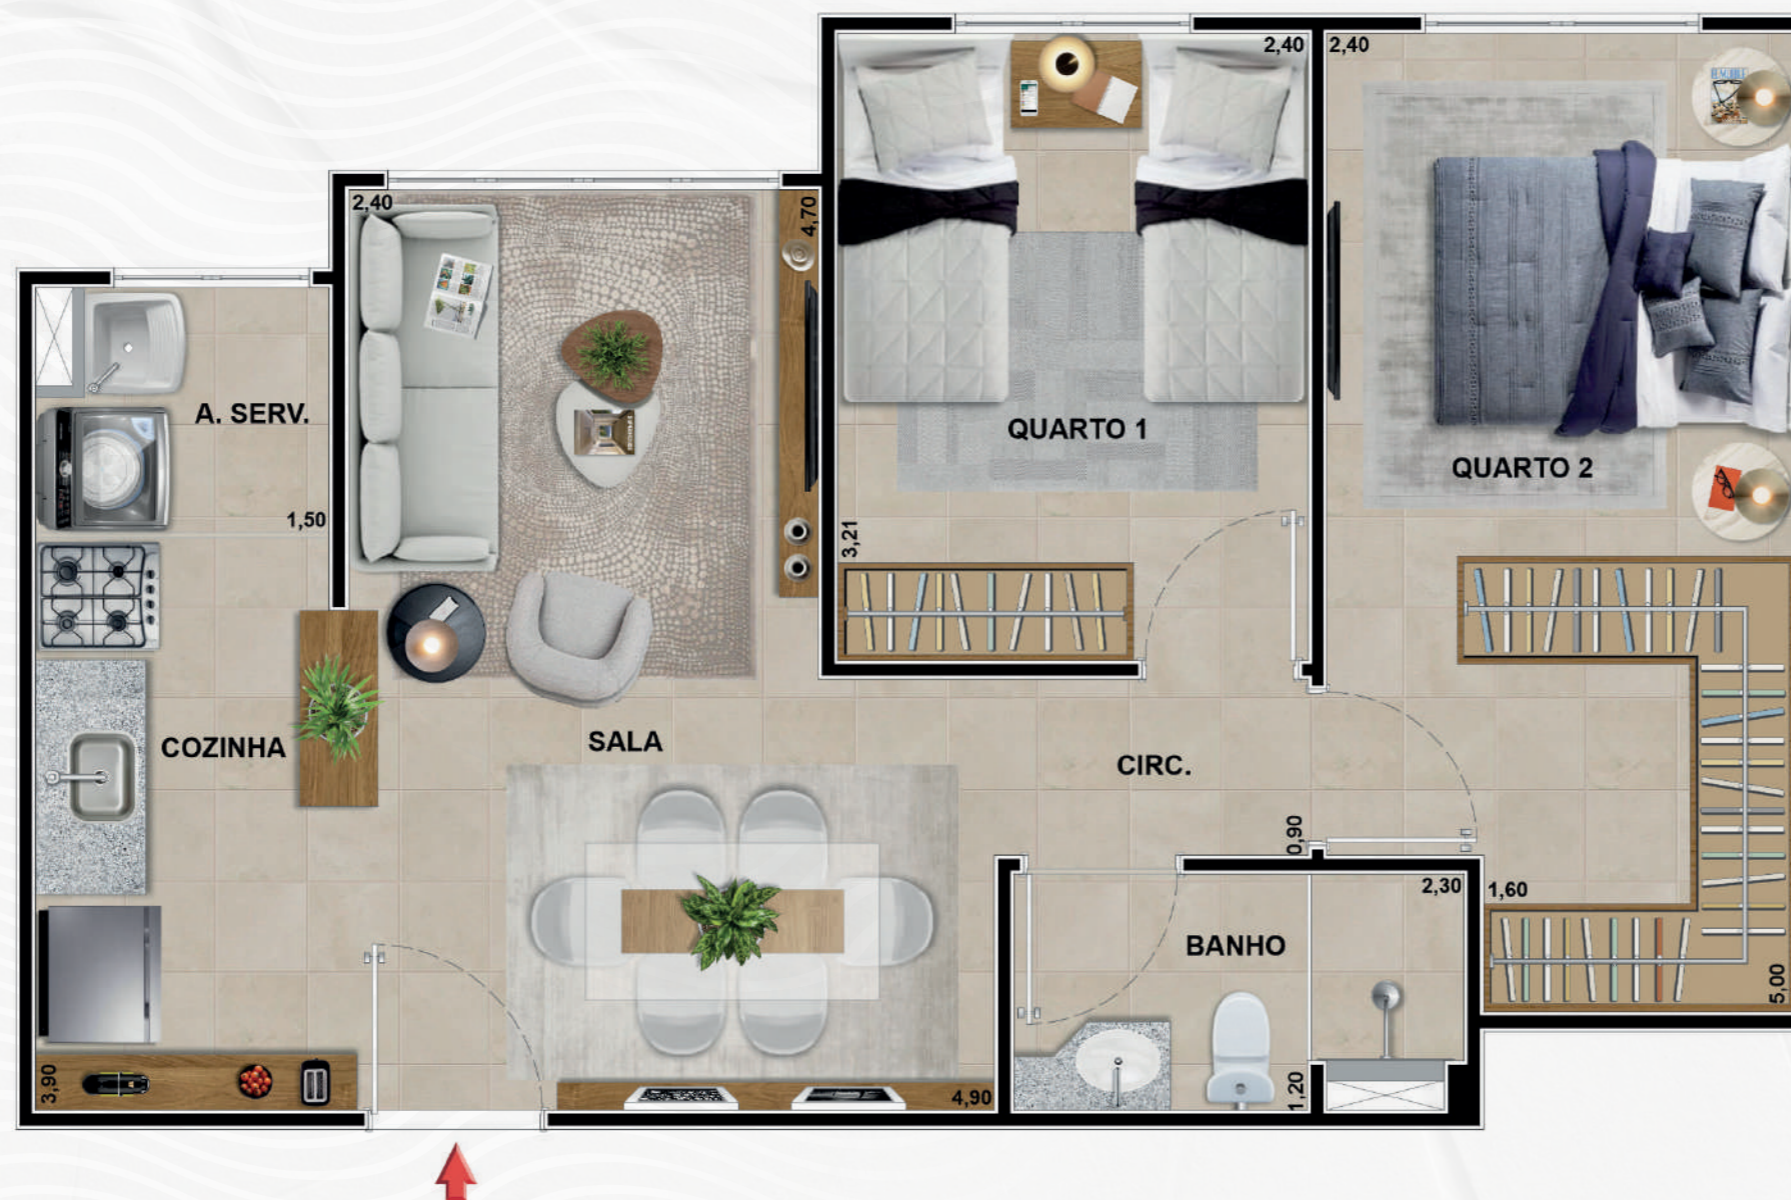 2,40
2,40
2,40
4,70
A. SERV.
QUARTO 1
QUARTO 2
1,50
3,21
COZINHA
SALA
CIRC.
0,90
2,30
1,60
BANHO
5,00
3,90
4,90
1,20